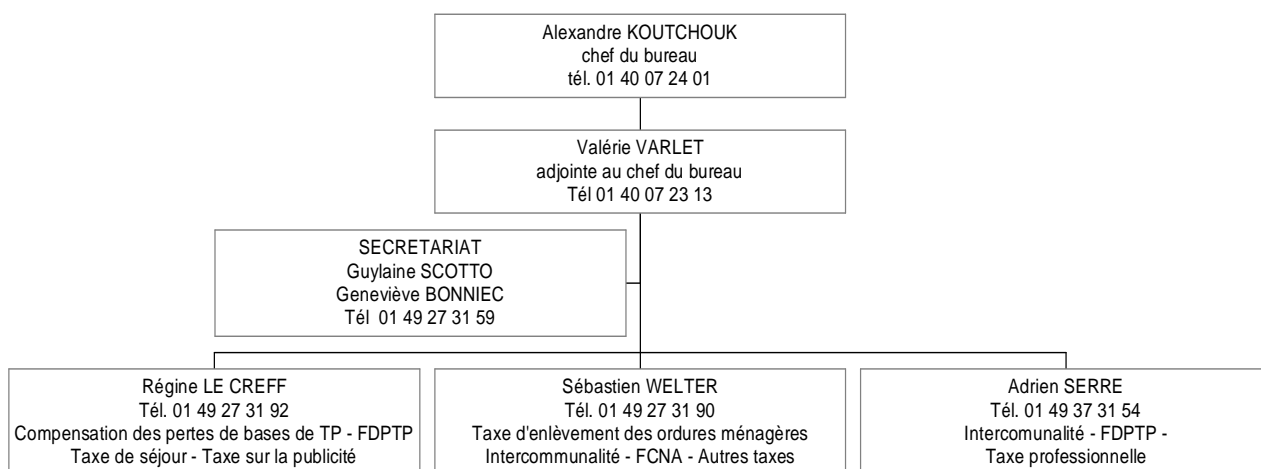 Alexandre KOUTCHOUK
chef du bureau
tél. 01 40 07 24 01
Valérie VARLET
adjointe au chef du bureau
Tél 01 40 07 23 13
SECRETARIAT
Guylaine SCOTTO
Geneviève BONNIEC
Tél 01 49 27 31 59
Régine LE CREFF
Tél. 01 49 27 31 92
Compensation des pertes de bases de TP - FDPTP
Taxe de séjour - Taxe sur la publicité
Sébastien WELTER
Tél. 01 49 27 31 90
Taxe d'enlèvement des ordures ménagères
Intercommunalité - FCNA - Autres taxes
Adrien SERRE
Tél. 01 49 37 31 54
Intercomunalité - FDPTP -
Taxe professionnelle